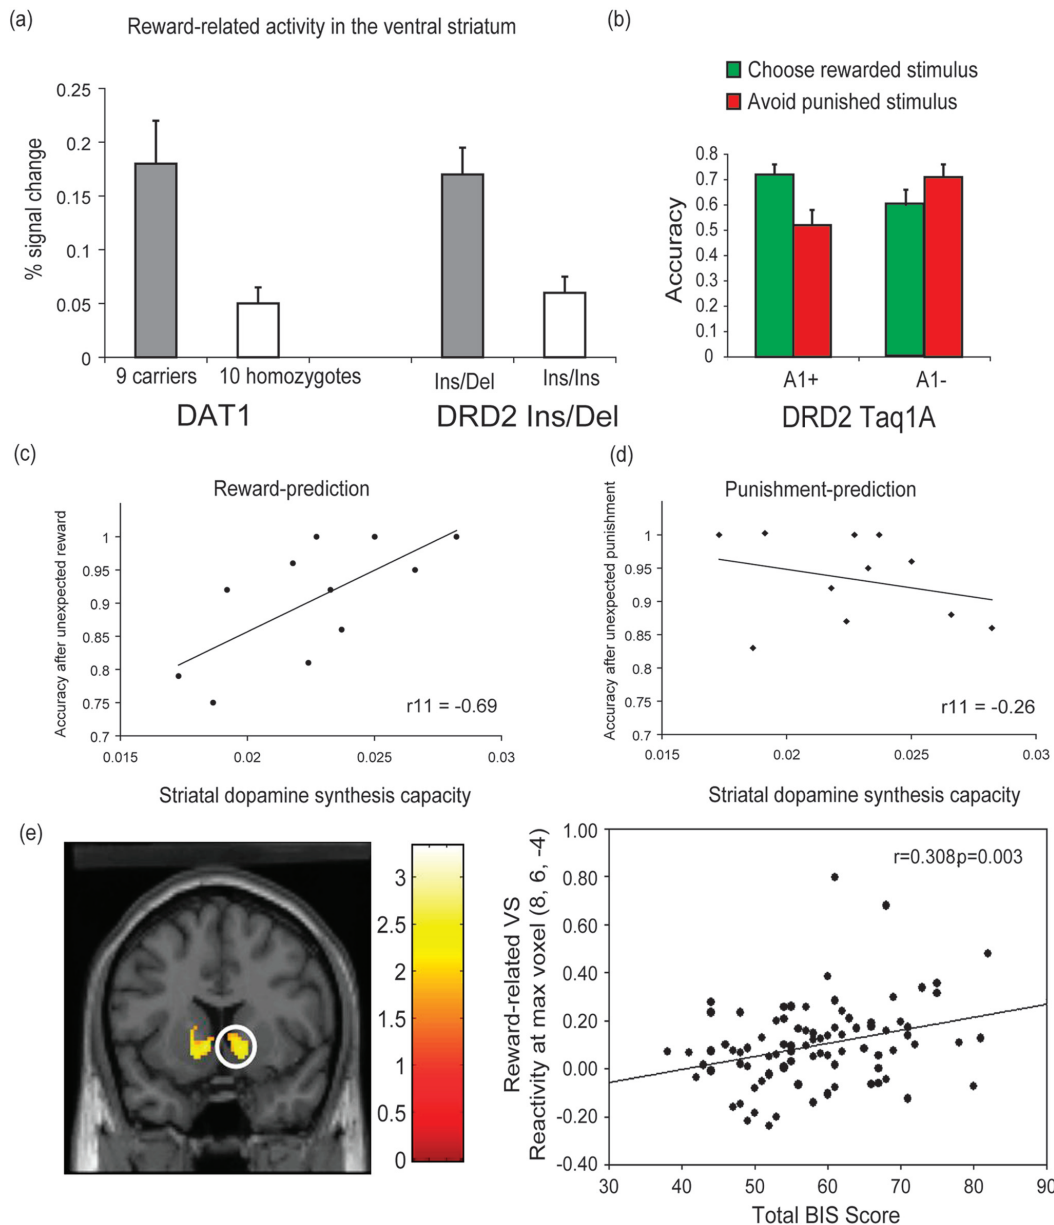 (a)
Reward-related activity in the ventral striatum
% signal change
0.25
0.2
0.15
0.1
0.05
0
9 carriers
10 homozygotes
Ins/Del
Ins/Ins
DAT1
DRD2 Ins/Del
(b)
Choose rewarded stimulus
Avoid punished stimulus
Accuracy
0.8
0.7
0.6
0.5
0.4
0.3
0.2
0.1
0
A1+
A1-
DRD2 Taq1A
(c)
Reward-prediction
Accuracy after unexpected reward
1
0.95
0.9
0.85
0.8
0.75
0.7
r11 = -0.69
0.015
0.02
0.025
0.03
Striatal dopamine synthesis capacity
(d)
Punishment-prediction
Accuracy after unexpected punishment
1
0.95
0.9
0.85
0.8
0.75
0.7
r11 = -0.26
0.015
0.02
0.025
0.03
Striatal dopamine synthesis capacity
(e)
3
2.5
2
1.5
1
0.5
0
Reward-related VS
Reactivity at max voxel (8, 6, -4)
1.00
0.80
0.60
0.40
0.20
0.00
-0.20
-0.40
r=0.308p=0.003
30
40
50
60
70
80
90
Total BIS Score